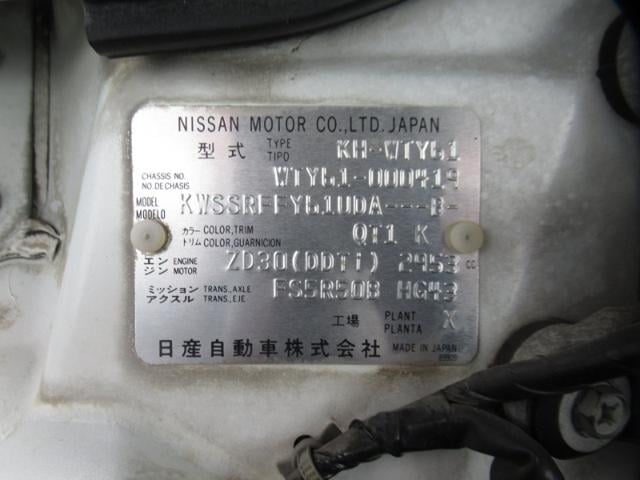 NISSAN MOTOR CO.,LTD. JAPAN
型式 TYPE TIPO KH-WTY61
CHASSIS NO. NO.DE CHASIS WTY61-000419
MODEL MODELO KWSSRFFY61UDA----B-
カラー COLOR,TRIM トリム COLOR,GUARNICION QT1 K
エンジン ENGINE MOTOR ZD30(DDTi) 2953 cc
ミッション TRANS.,AXLE アクスル TRANS.,EJE FS5R50B HG43
工場 PLANT PLANTA X
日産自動車株式会社 MADE IN JAPAN